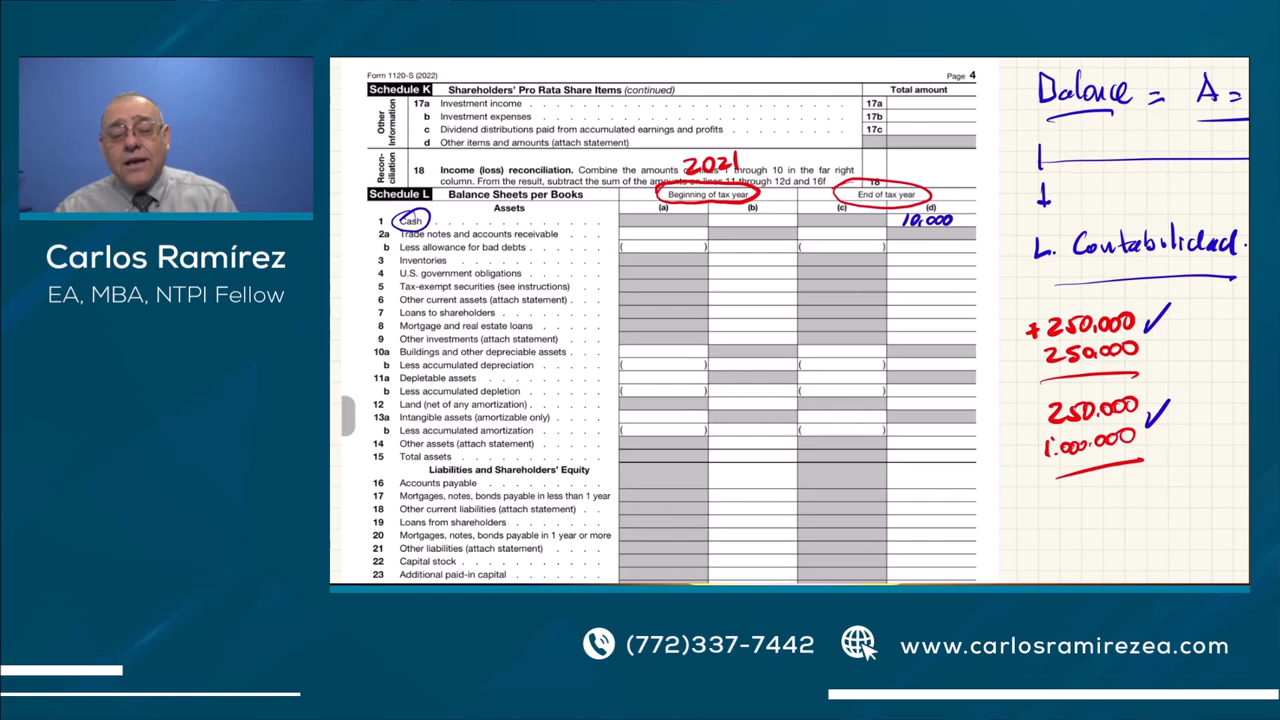 Carlos Ramírez
EA, MBA, NTPI Fellow
Form 1120-S (2022) Page 4
Schedule K Shareholders' Pro Rata Share Items (continued) Total amount
Other Information
17a Investment income 17a
b Investment expenses 17b
c Dividend distributions paid from accumulated earnings and profits 17c
d Other items and amounts (attach statement)
Recon-ciliation
2021
18 Income (loss) reconciliation. Combine the amounts through 10 in the far right
column. From the result, subtract the sum of the amounts on lines 11 through 12d and 16f 18
Schedule L Balance Sheets per Books Beginning of tax year End of tax year
Assets (a) (b) (c) (d)
1 Cash 10,000
2a Trade notes and accounts receivable
b Less allowance for bad debts ( ) ( )
3 Inventories
4 U.S. government obligations
5 Tax-exempt securities (see instructions)
6 Other current assets (attach statement)
7 Loans to shareholders
8 Mortgage and real estate loans
9 Other investments (attach statement)
10a Buildings and other depreciable assets
b Less accumulated depreciation ( ) ( )
11a Depletable assets
b Less accumulated depletion ( ) ( )
12 Land (net of any amortization)
13a Intangible assets (amortizable only)
b Less accumulated amortization ( ) ( )
14 Other assets (attach statement)
15 Total assets
Liabilities and Shareholders' Equity
16 Accounts payable
17 Mortgages, notes, bonds payable in less than 1 year
18 Other current liabilities (attach statement)
19 Loans from shareholders
20 Mortgages, notes, bonds payable in 1 year or more
21 Other liabilities (attach statement)
22 Capital stock
23 Additional paid-in capital
Balance = A =
L. Contabilidad.
+250.000
250.000
250.000
1.000.000
(772)337-7442
www.carlosramirezea.com